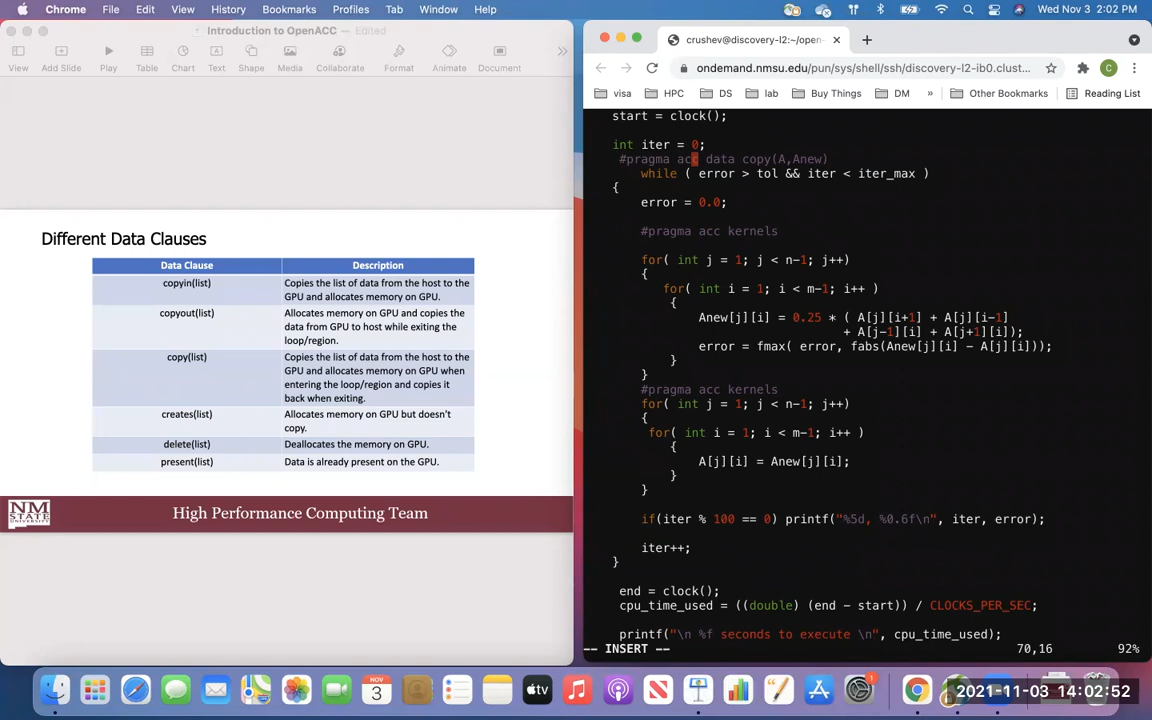 Chrome File Edit View History Bookmarks Profiles Tab Window Help Wed Nov 3 2:02 PM
Introduction to OpenACC — Edited
View Add Slide Play Table Chart Text Shape Media Collaborate Format Animate Document
Different Data Clauses
Data Clause Description
copyin(list) Copies the list of data from the host to the
GPU and allocates memory on GPU.
copyout(list) Allocates memory on GPU and copies the
data from GPU to host while exiting the
loop/region.
copy(list) Copies the list of data from the host to the
GPU and allocates memory on GPU when
entering the loop/region and copies it
back when exiting.
creates(list) Allocates memory on GPU but doesn't
copy.
delete(list) Deallocates the memory on GPU.
present(list) Data is already present on the GPU.
NM
STATE
UNIVERSITY
High Performance Computing Team
crushev@discovery-l2:~/open-
ondemand.nmsu.edu/pun/sys/shell/ssh/discovery-l2-ib0.clust...
C
visa HPC DS lab Buy Things DM » Other Bookmarks Reading List
start = clock();
int iter = 0;
#pragma acc data copy(A,Anew)
while ( error > tol && iter < iter_max )
{
error = 0.0;
#pragma acc kernels
for( int j = 1; j < n-1; j++)
{
for( int i = 1; i < m-1; i++ )
{
Anew[j][i] = 0.25 * ( A[j][i+1] + A[j][i-1]
+ A[j-1][i] + A[j+1][i]);
error = fmax( error, fabs(Anew[j][i] - A[j][i]));
}
}
#pragma acc kernels
for( int j = 1; j < n-1; j++)
{
for( int i = 1; i < m-1; i++ )
{
A[j][i] = Anew[j][i];
}
}
if(iter % 100 == 0) printf("%5d, %0.6f\n", iter, error);
iter++;
}
end = clock();
cpu_time_used = ((double) (end - start)) / CLOCKS_PER_SEC;
printf("\n %f seconds to execute \n", cpu_time_used);
-- INSERT -- 70,16 92%
NOV
3
tv
1
2021-11-03 14:02:52